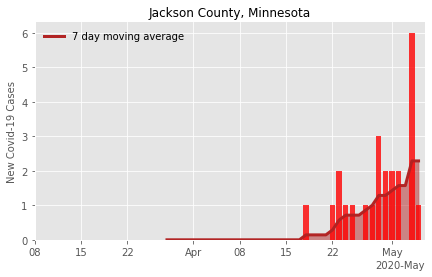 Jackson County, Minnesota
7 day moving average
New Covid-19 Cases
6
5
4
3
2
1
0
08 15 22 Apr 08 15 22 May
2020-May